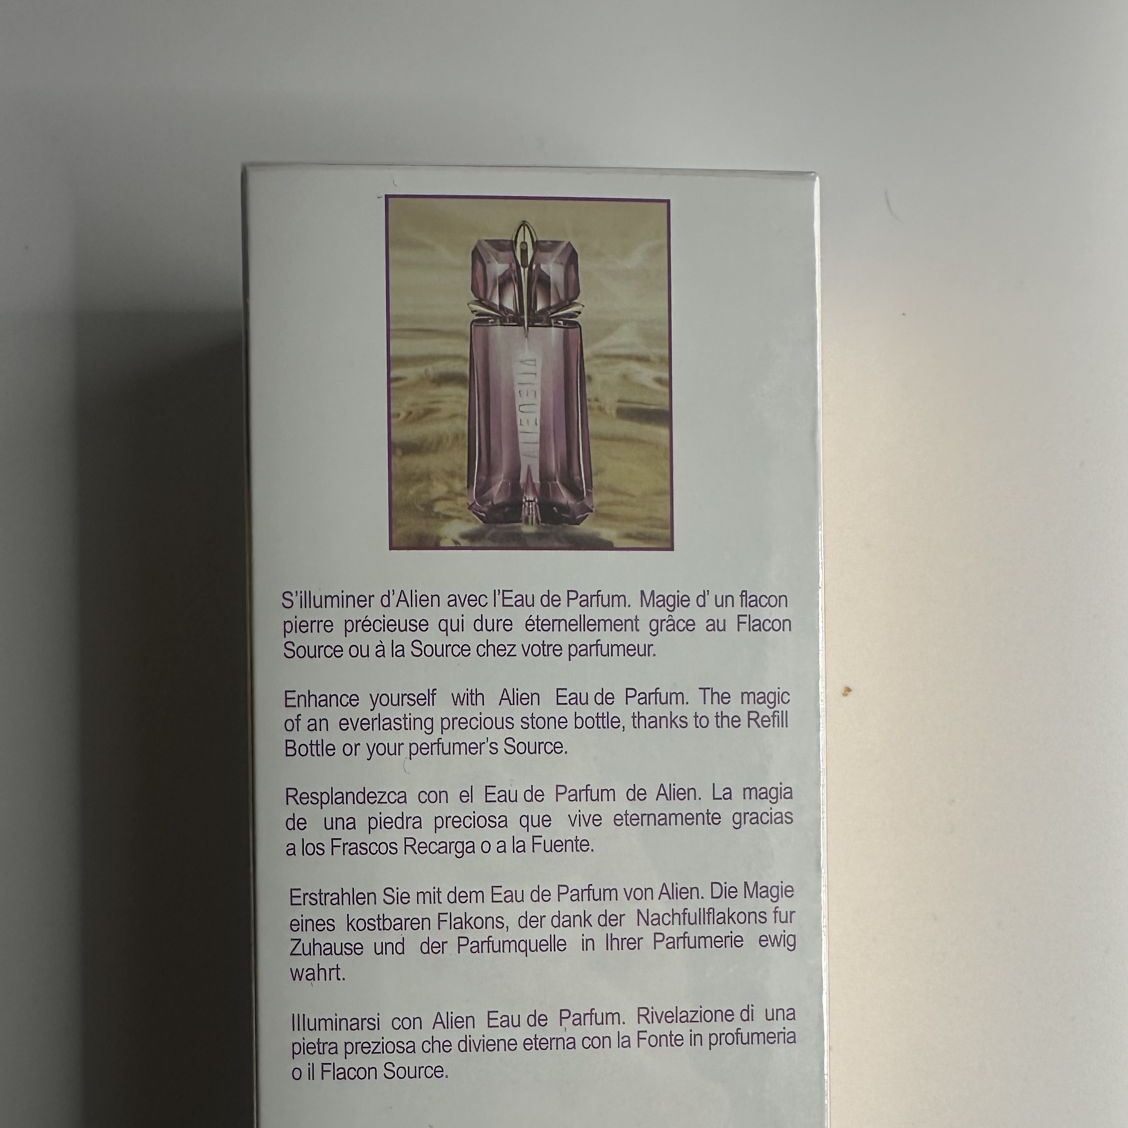 S'illuminer d'Alien avec l'Eau de Parfum. Magie d' un flacon
pierre précieuse qui dure éternellement grâce au Flacon
Source ou à la Source chez votre parfumeur.
Enhance yourself with Alien Eau de Parfum. The magic
of an everlasting precious stone bottle, thanks to the Refill
Bottle or your perfumer's Source.
Resplandezca con el Eau de Parfum de Alien. La magia
de una piedra preciosa que vive eternamente gracias
a los Frascos Recarga o a la Fuente.
Erstrahlen Sie mit dem Eau de Parfum von Alien. Die Magie
eines kostbaren Flakons, der dank der Nachfullflakons fur
Zuhause und der Parfumquelle in Ihrer Parfumerie ewig
wahrt.
Illuminarsi con Alien Eau de Parfum. Rivelazione di una
pietra preziosa che diviene eterna con la Fonte in profumeria
o il Flacon Source.